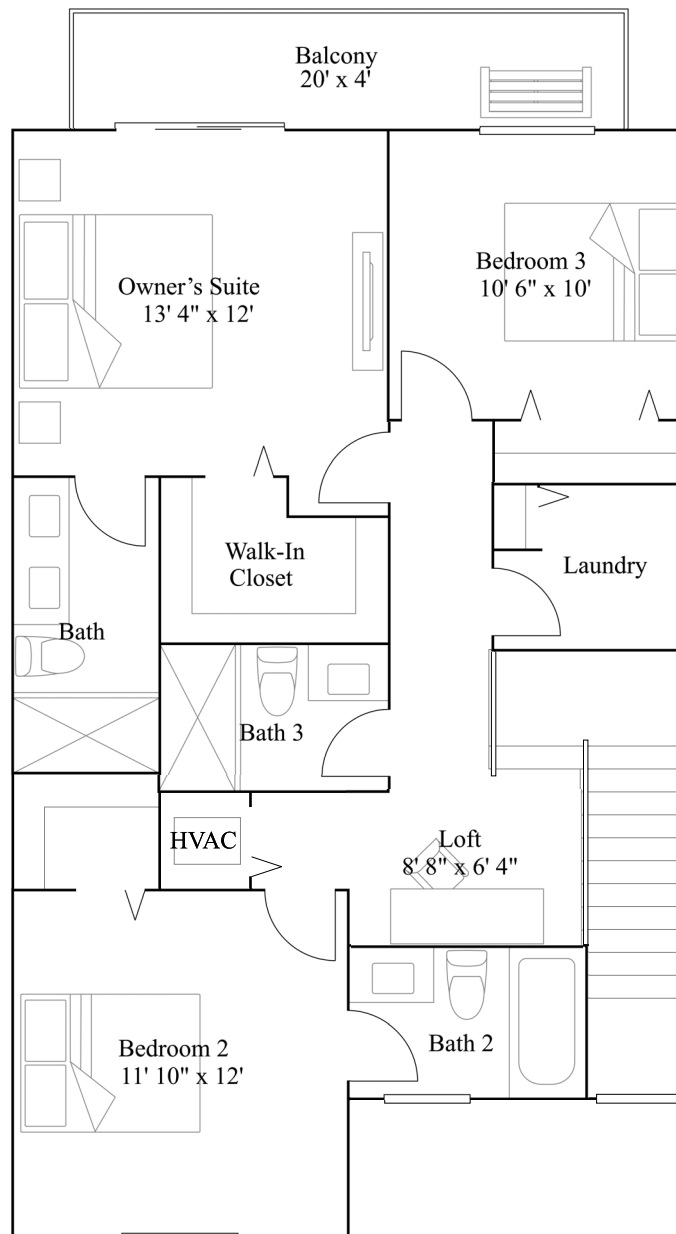 Balcony
20' x 4'
Owner’s Suite
13' 4" x 12'
Bedroom 3
10' 6" x 10'
Walk-In
Closet
Laundry
Bath
Bath 3
HVAC
Loft
8' 8" x 6' 4"
Bedroom 2
11' 10" x 12'
Bath 2